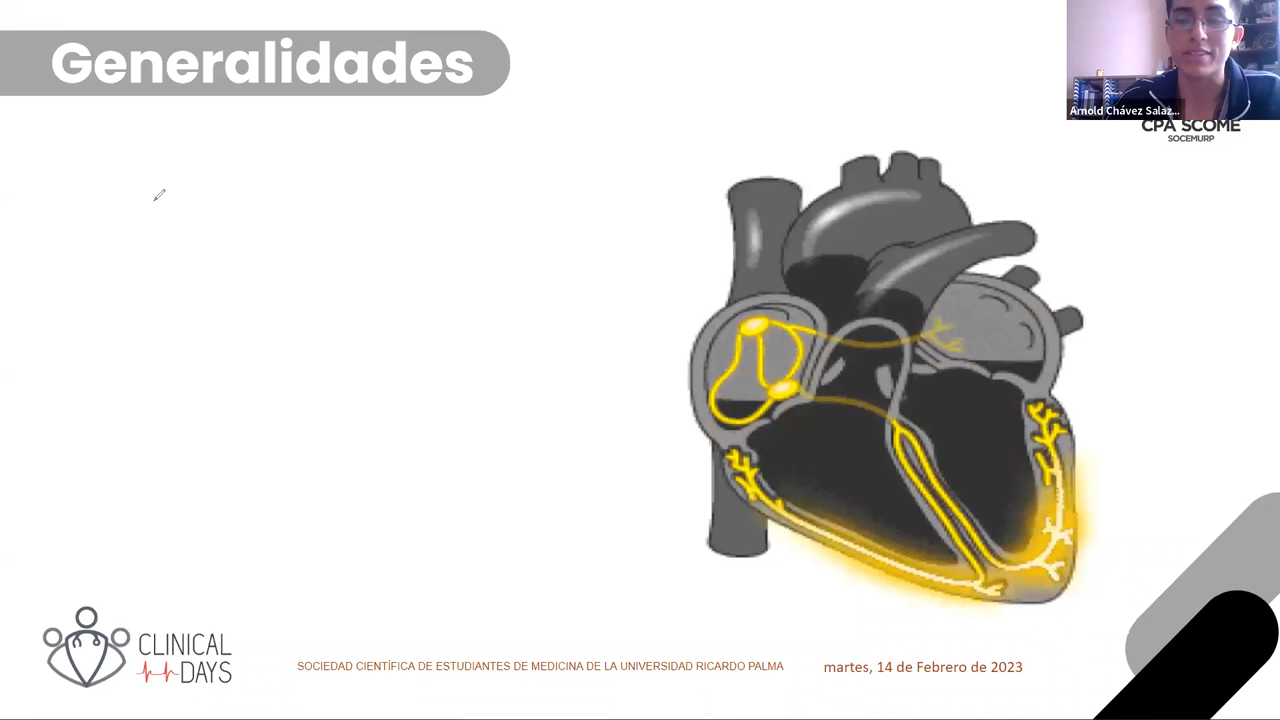 Generalidades
Arnold Chávez Salaz...
CPA SCOME
SOCEMURP
CLINICAL
DAYS
SOCIEDAD CIENTÍFICA DE ESTUDIANTES DE MEDICINA DE LA UNIVERSIDAD RICARDO PALMA
martes, 14 de Febrero de 2023